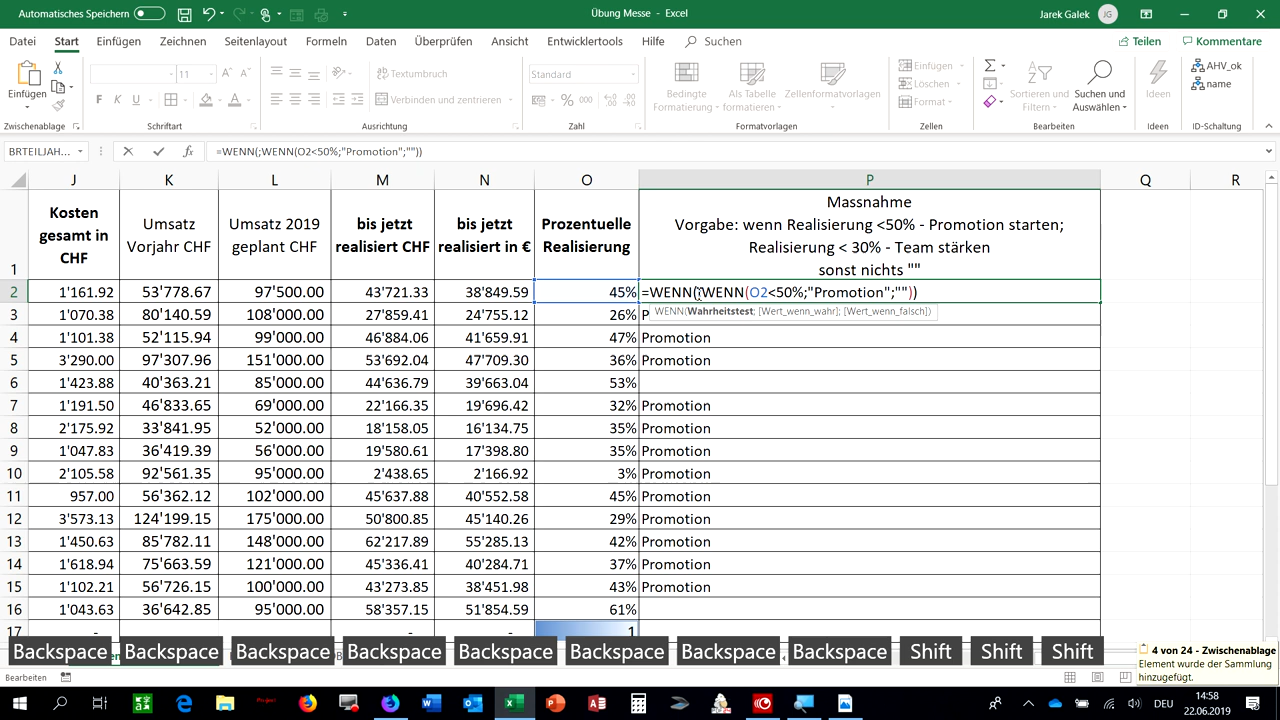 Automatisches Speichern
Übung Messe - Excel
Jarek Galek
JG
Datei Start Einfügen Zeichnen Seitenlayout Formeln Daten Überprüfen Ansicht Entwicklertools Hilfe Suchen Teilen Kommentare
Einfügen
11
Textumbruch
Verbinden und zentrieren
Standard
Bedingte Formatierung
Als Tabelle formatieren
Zellenformatvorlagen
Einfügen
Löschen
Format
Sortieren und Filtern
Suchen und Auswählen
Ideen
AHV_ok
name
Zwischenablage Schriftart Ausrichtung Zahl Formatvorlagen Zellen Bearbeiten Ideen ID-Schaltung
BRTEILJAH... =WENN(;WENN(O2<50%;"Promotion";""))
J K L M N O P Q R
1
Kosten gesamt in CHF
Umsatz Vorjahr CHF
Umsatz 2019 geplant CHF
bis jetzt realisiert CHF
bis jetzt realisiert in €
Prozentuelle Realisierung
Massnahme
Vorgabe: wenn Realisierung <50% - Promotion starten;
Realisierung < 30% - Team stärken
sonst nichts ""
2 1'161.92 53'778.67 97'500.00 43'721.33 38'849.59 45% =WENN(;WENN(O2<50%;"Promotion";""))
3 1'070.38 80'140.59 108'000.00 27'859.41 24'755.12 26% P
WENN(Wahrheitstest; [Wert_wenn_wahr]; [Wert_wenn_falsch])
4 1'101.38 52'115.94 99'000.00 46'884.06 41'659.91 47% Promotion
5 3'290.00 97'307.96 151'000.00 53'692.04 47'709.30 36% Promotion
6 1'423.88 40'363.21 85'000.00 44'636.79 39'663.04 53%
7 1'191.50 46'833.65 69'000.00 22'166.35 19'696.42 32% Promotion
8 2'175.92 33'841.95 52'000.00 18'158.05 16'134.75 35% Promotion
9 1'047.83 36'419.39 56'000.00 19'580.61 17'398.80 35% Promotion
10 2'105.58 92'561.35 95'000.00 2'438.65 2'166.92 3% Promotion
11 957.00 56'362.12 102'000.00 45'637.88 40'552.58 45% Promotion
12 3'573.13 124'199.15 175'000.00 50'800.85 45'140.26 29% Promotion
13 1'450.63 85'782.11 148'000.00 62'217.89 55'285.13 42% Promotion
14 1'618.94 75'663.59 121'000.00 45'336.41 40'284.71 37% Promotion
15 1'102.21 56'726.15 100'000.00 43'273.85 38'451.98 43% Promotion
16 1'043.63 36'642.85 95'000.00 58'357.15 51'854.59 61%
17 - - - 1
Backspace Backspace Backspace Backspace Backspace Backspace Backspace Backspace Shift Shift Shift
4 von 24 - Zwischenablage
Element wurde der Sammlung
hinzugefügt.
Bearbeiten
DEU
14:58
22.06.2019